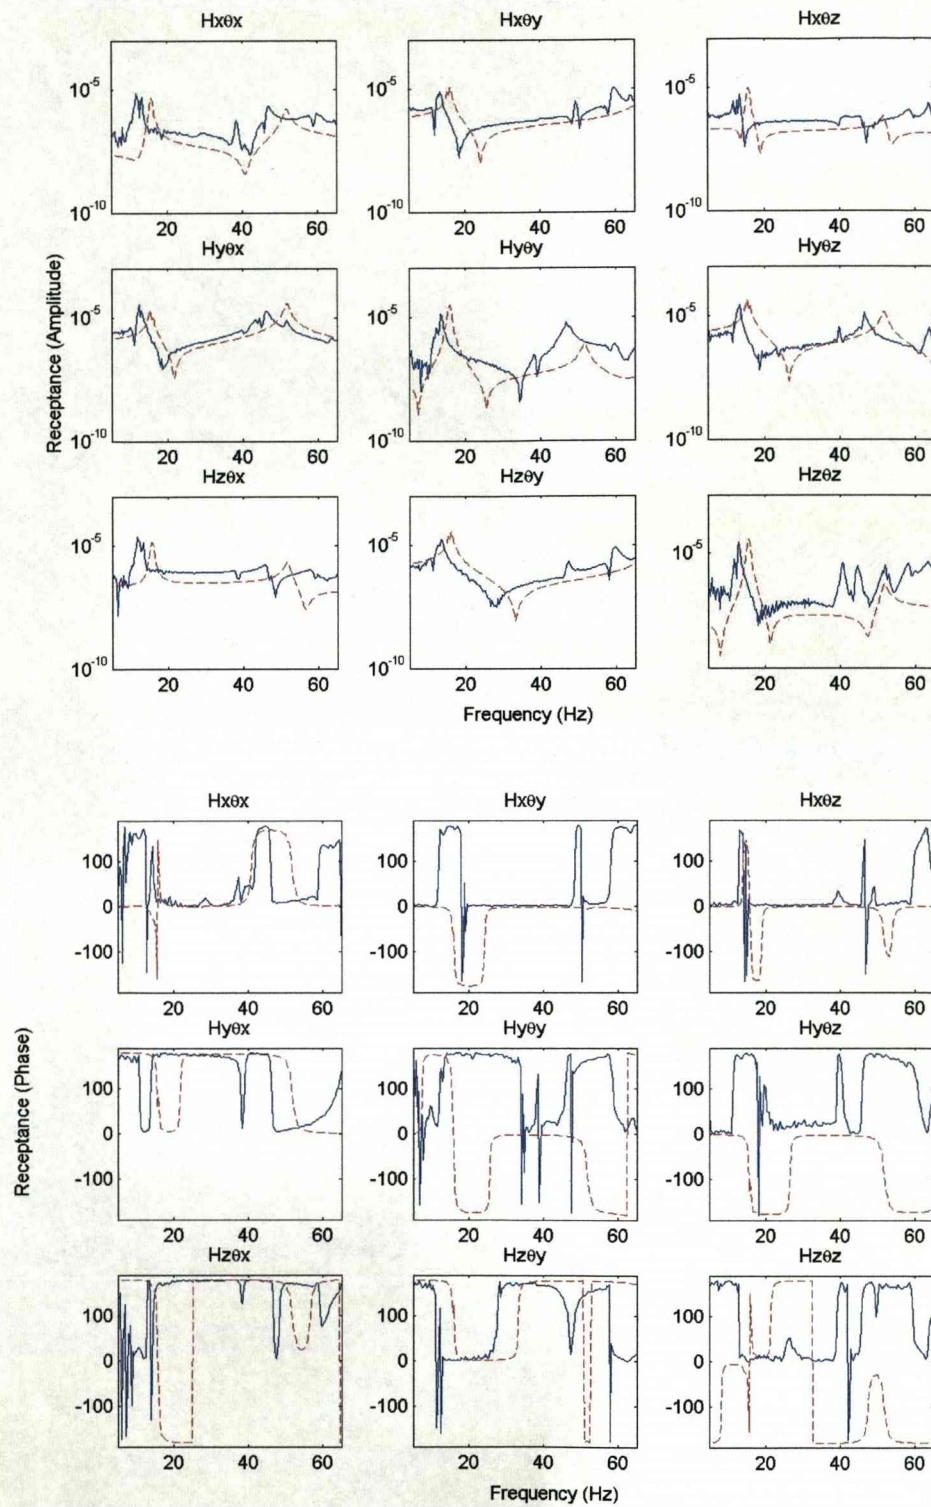 Hxθx Hxθy Hxθz
10-5 10-5 10-5
10-10 10-10 10-10
20 40 60 20 40 60 20 40 60
Hyθx Hyθy Hyθz
Receptance (Amplitude)
10-5 10-5 10-5
10-10 10-10 10-10
20 40 60 20 40 60 20 40 60
Hzθx Hzθy Hzθz
10-5 10-5 10-5
10-10 10-10 10-10
20 40 60 20 40 60 20 40 60
Frequency (Hz)
Hxθx Hxθy Hxθz
100 100 100
0 0 0
-100 -100 -100
20 40 60 20 40 60 20 40 60
Hyθx Hyθy Hyθz
Receptance (Phase)
100 100 100
0 0 0
-100 -100 -100
20 40 60 20 40 60 20 40 60
Hzθx Hzθy Hzθz
100 100 100
0 0 0
-100 -100 -100
20 40 60 20 40 60 20 40 60
Frequency (Hz)